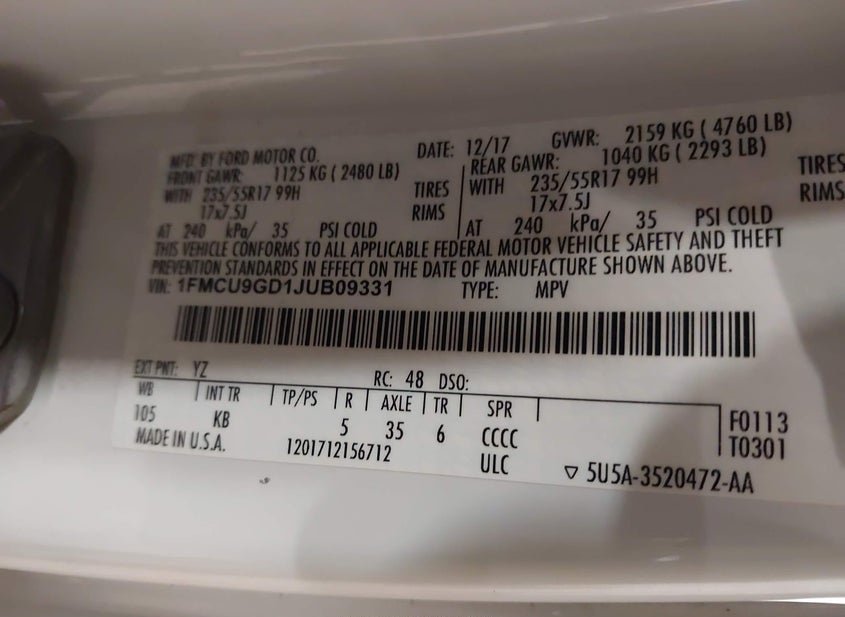 MFD. BY FORD MOTOR CO. DATE: 12/17 GVWR: 2159 KG ( 4760 LB)
FRONT GAWR: 1125 KG ( 2480 LB) REAR GAWR: 1040 KG ( 2293 LB)
WITH 235/55R17 99H TIRES WITH 235/55R17 99H TIRES
17x7.5J RIMS 17x7.5J RIMS
AT 240 kPa/ 35 PSI COLD AT 240 kPa/ 35 PSI COLD
THIS VEHICLE CONFORMS TO ALL APPLICABLE FEDERAL MOTOR VEHICLE SAFETY AND THEFT
PREVENTION STANDARDS IN EFFECT ON THE DATE OF MANUFACTURE SHOWN ABOVE.
VIN: 1FMCU9GD1JUB09331 TYPE: MPV
EXT PNT: YZ RC: 48 DSO:
WB INT TR TP/PS R AXLE TR SPR F0113
105 KB 5 35 6 CCCC T0301
MADE IN U.S.A. 1201712156712 ULC ▽ 5U5A-3520472-AA